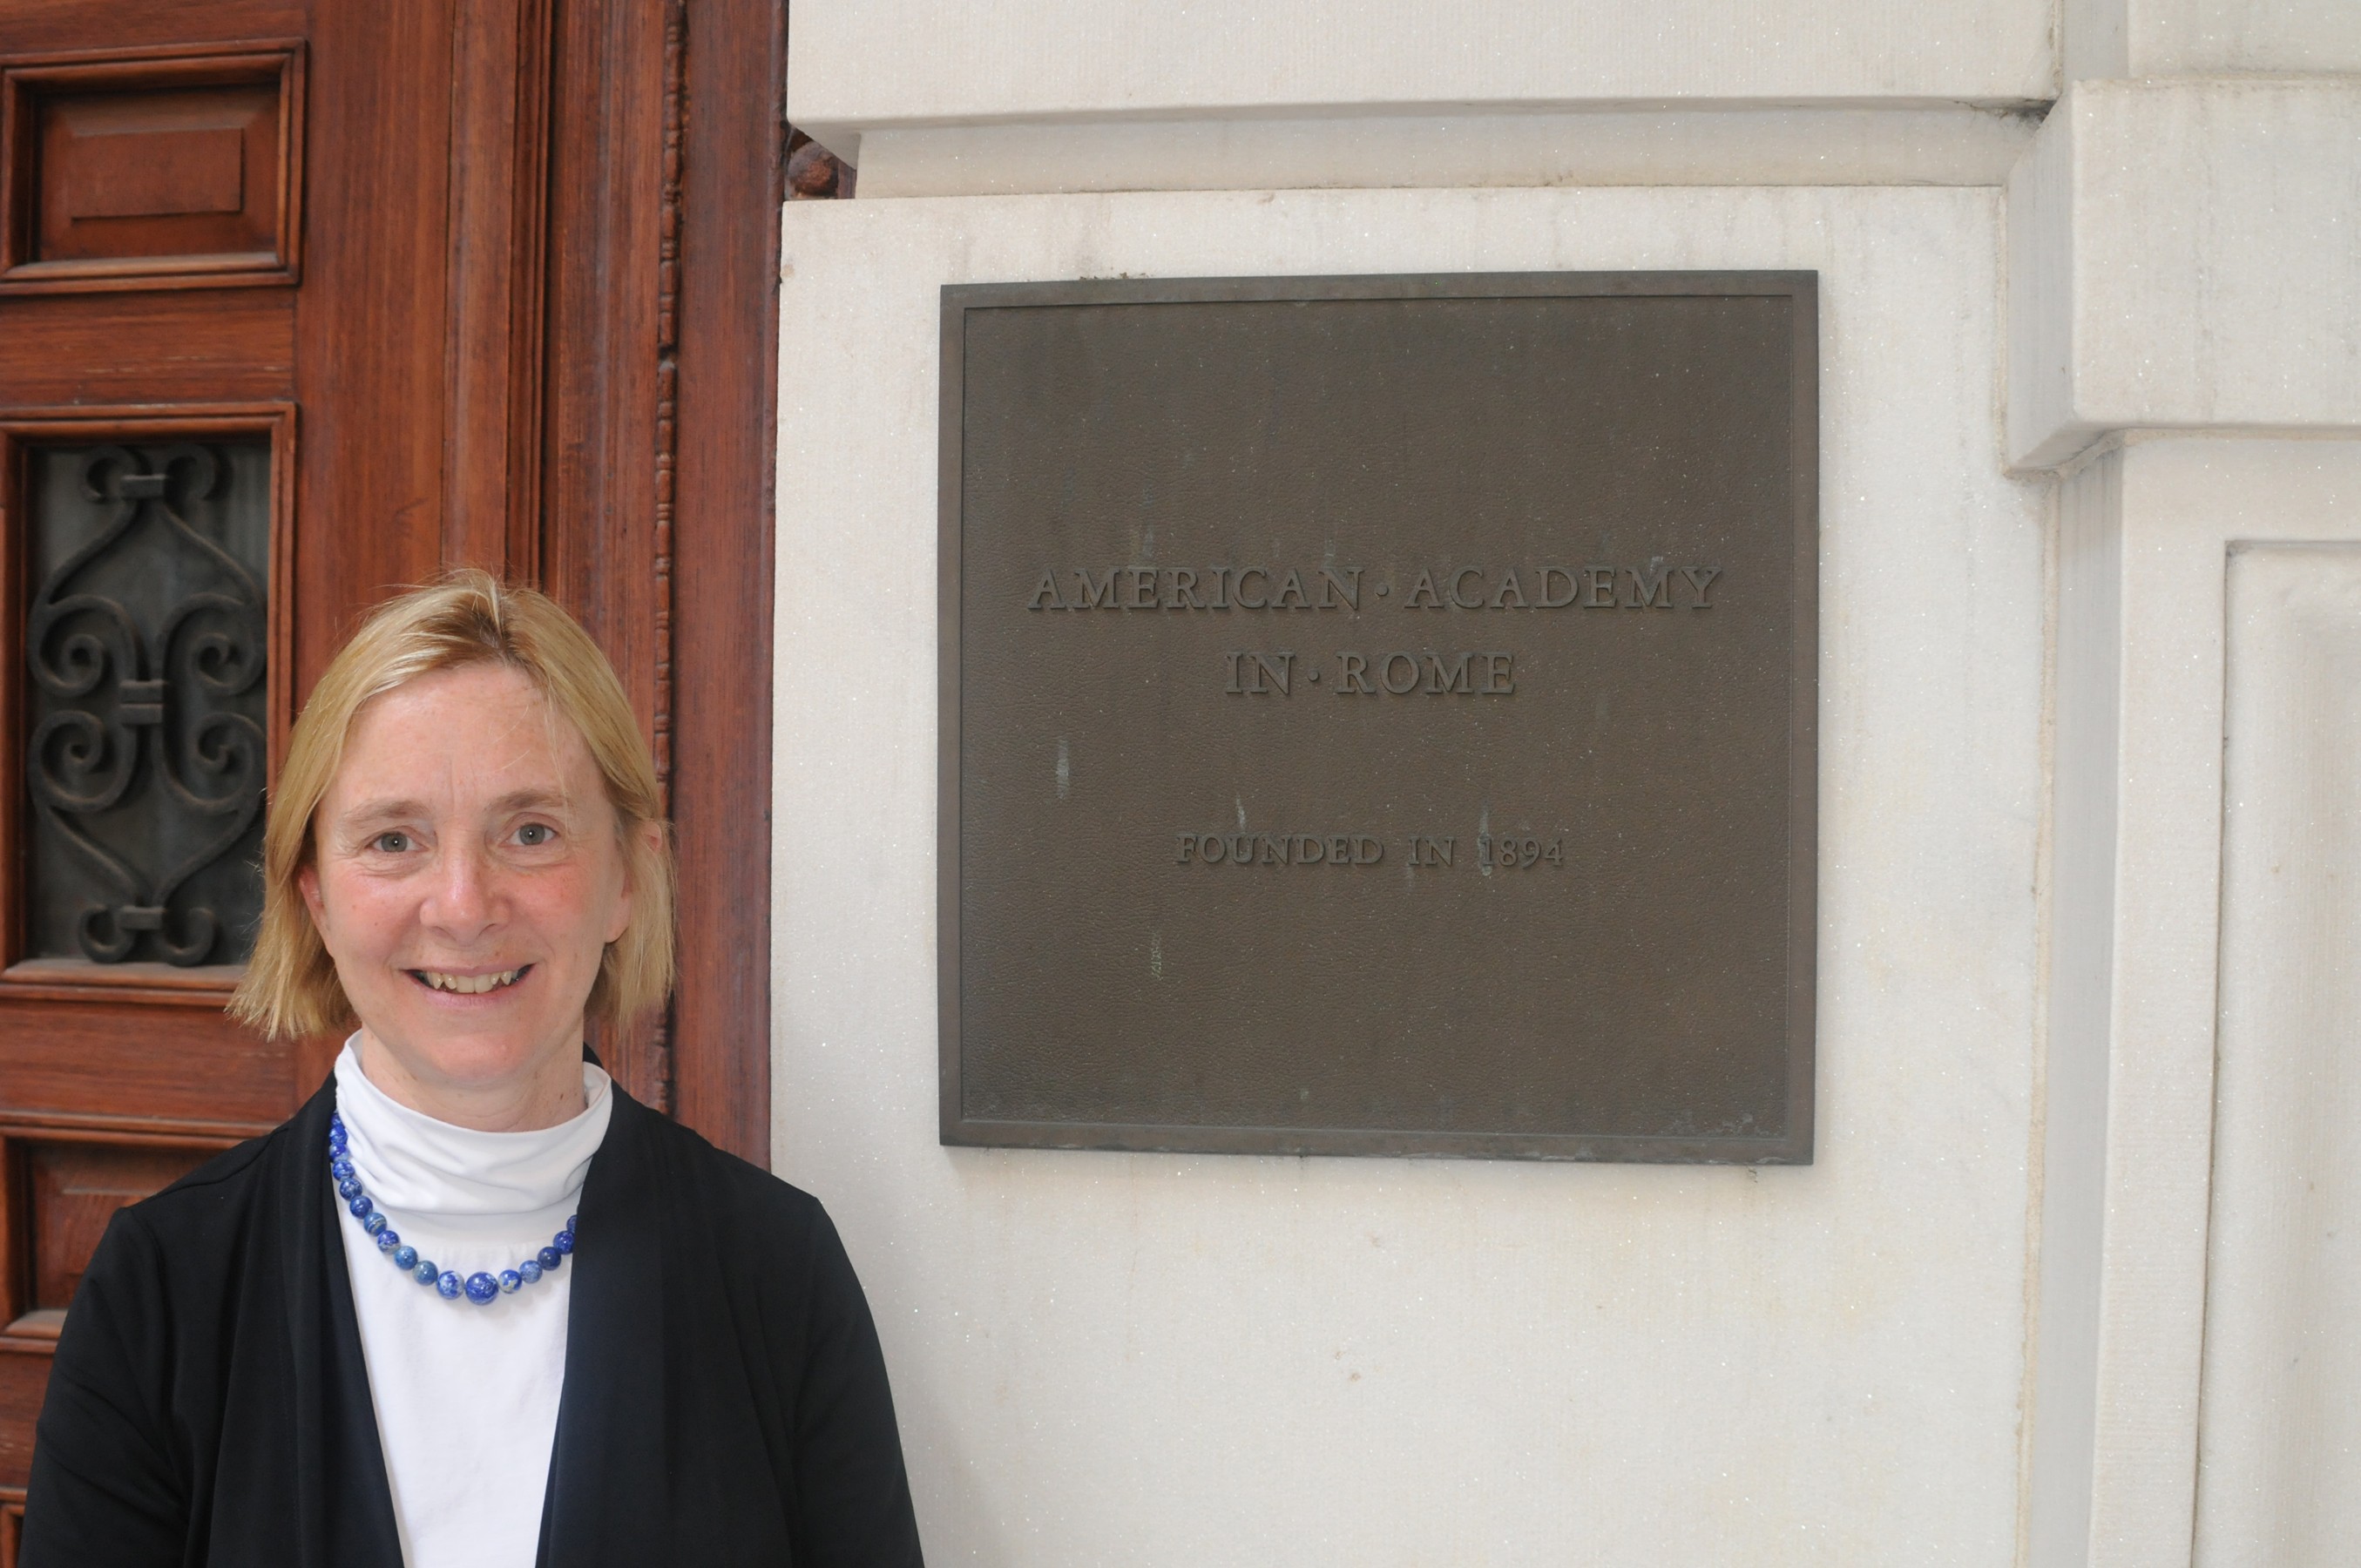 AMERICAN · ACADEMY
IN · ROME
FOUNDED IN 1894